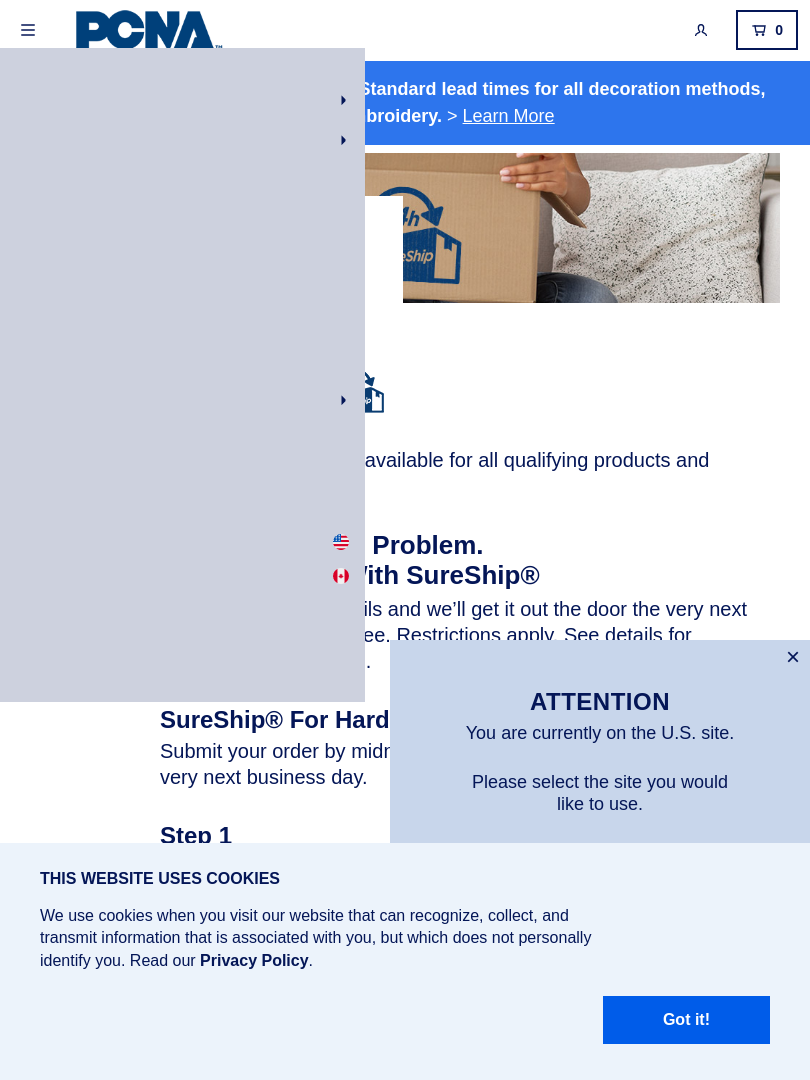 PCNA™
0
Standard lead times for all decoration methods,
broidery. > Learn More
4h
eShip
available for all qualifying products and
Problem.
With SureShip®
ils and we’ll get it out the door the very next
ee. Restrictions apply. See details for
.
SureShip® For Hard
Submit your order by midn
very next business day.
Step 1
×
ATTENTION
You are currently on the U.S. site.
Please select the site you would
like to use.
THIS WEBSITE USES COOKIES
We use cookies when you visit our website that can recognize, collect, and
transmit information that is associated with you, but which does not personally
identify you. Read our Privacy Policy.
Got it!